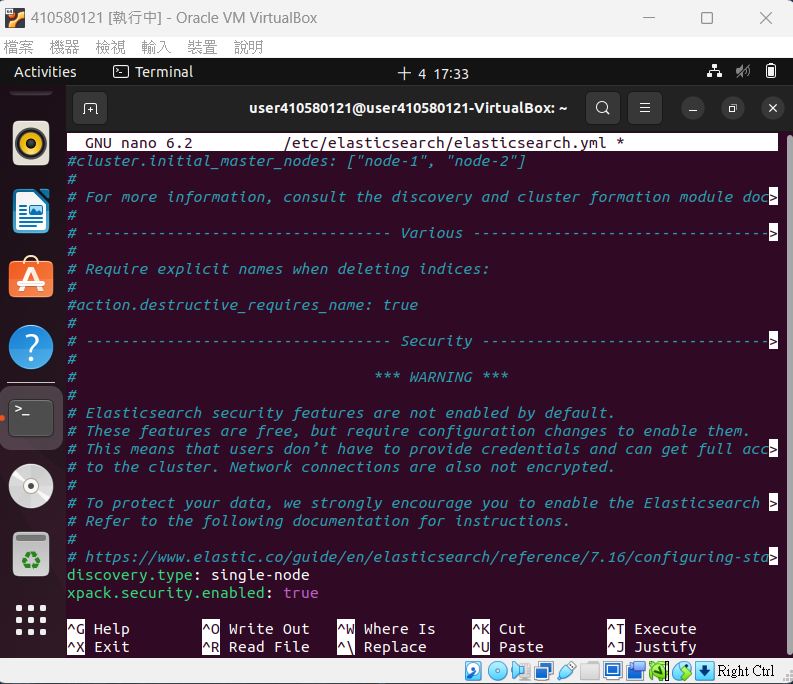 410580121 [執行中] - Oracle VM VirtualBox
檔案 機器 檢視 輸入 裝置 說明
Activities Terminal 十 4 17:33
user410580121@user410580121-VirtualBox: ~
GNU nano 6.2 /etc/elasticsearch/elasticsearch.yml *
#cluster.initial_master_nodes: ["node-1", "node-2"]
#
# For more information, consult the discovery and cluster formation module doc>
#
# ---------------------------------- Various ---------------------------------->
#
# Require explicit names when deleting indices:
#
#action.destructive_requires_name: true
#
# ---------------------------------- Security --------------------------------->
#
# *** WARNING ***
#
# Elasticsearch security features are not enabled by default.
# These features are free, but require configuration changes to enable them.
# This means that users don’t have to provide credentials and can get full acc>
# to the cluster. Network connections are also not encrypted.
#
# To protect your data, we strongly encourage you to enable the Elasticsearch >
# Refer to the following documentation for instructions.
#
# https://www.elastic.co/guide/en/elasticsearch/reference/7.16/configuring-sta>
discovery.type: single-node
xpack.security.enabled: true
^G Help ^O Write Out ^W Where Is ^K Cut ^T Execute
^X Exit ^R Read File ^\ Replace ^U Paste ^J Justify
Right Ctrl